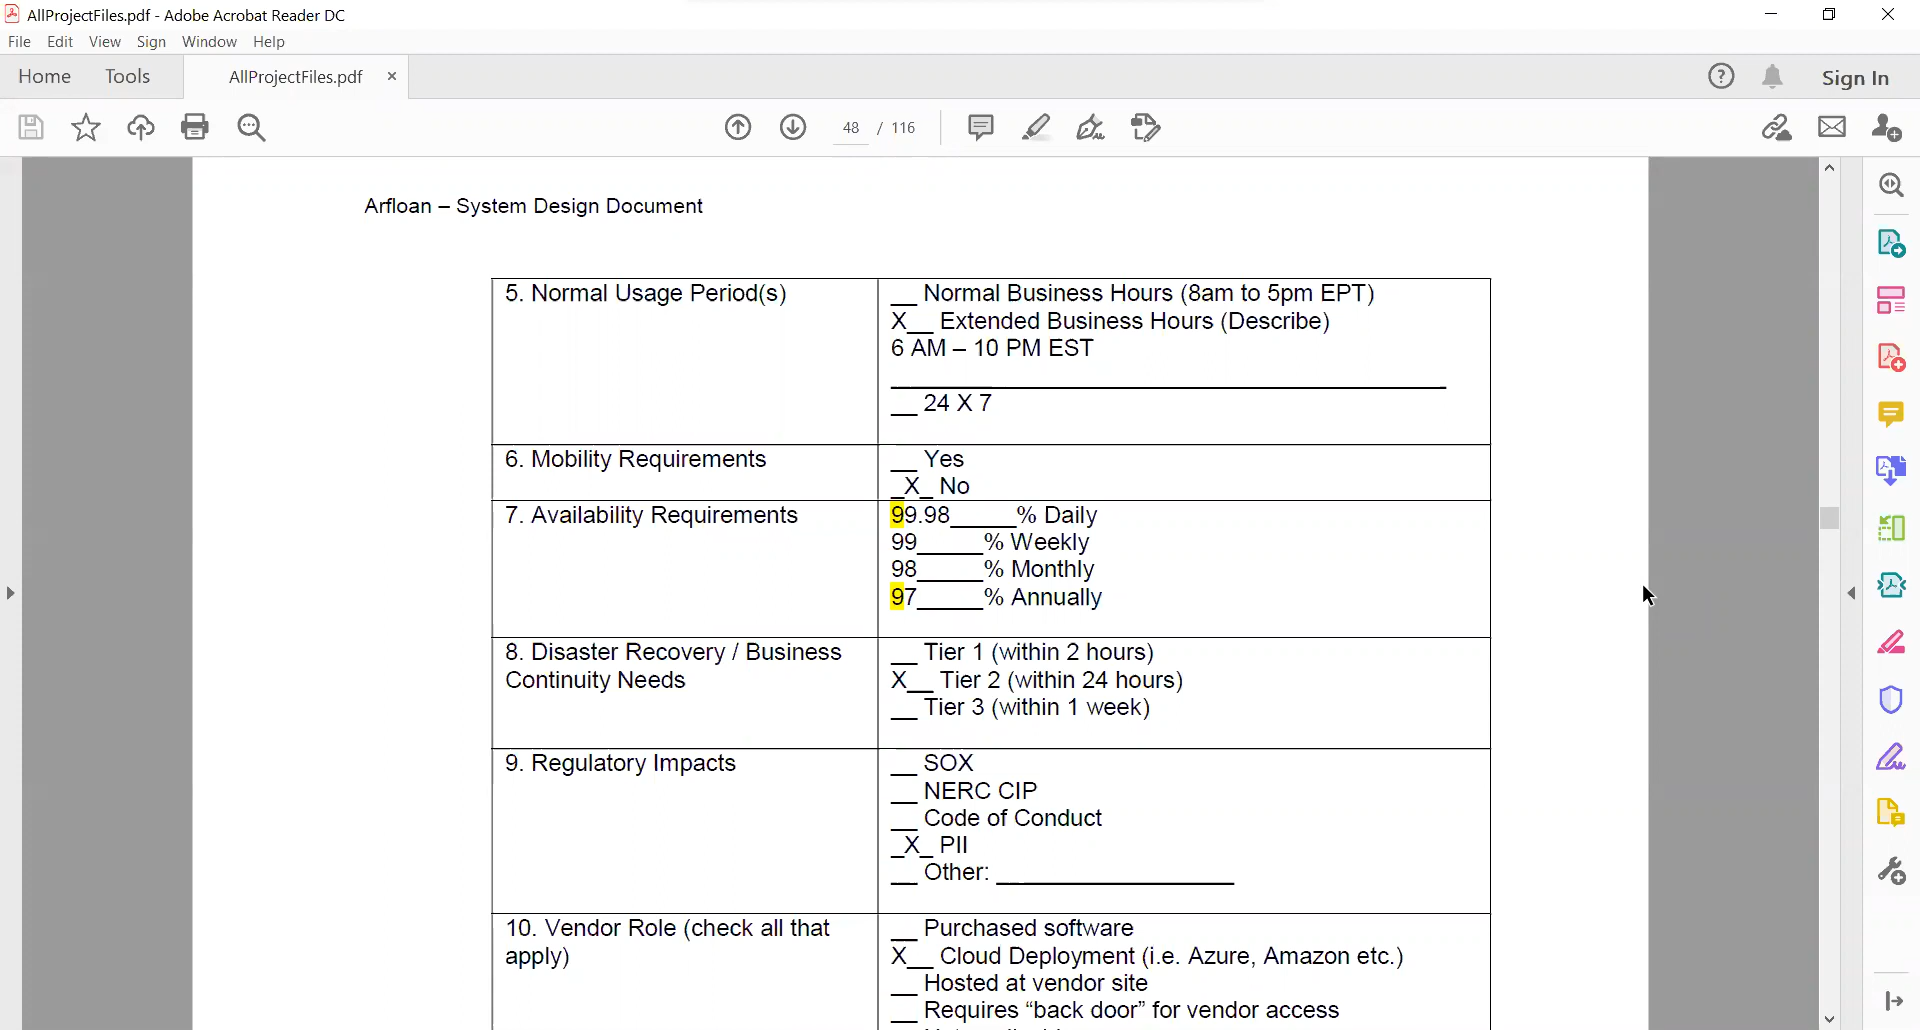 AllProjectFiles.pdf - Adobe Acrobat Reader DC
File Edit View Sign Window Help
Home Tools AllProjectFiles.pdf × Sign In
48 / 116
Arfloan – System Design Document
5. Normal Usage Period(s)
__ Normal Business Hours (8am to 5pm EPT)
X__ Extended Business Hours (Describe)
6 AM – 10 PM EST
__ 24 X 7
6. Mobility Requirements
__ Yes
_X_ No
7. Availability Requirements
99.98_____% Daily
99_____% Weekly
98_____% Monthly
97_____% Annually
8. Disaster Recovery / Business
Continuity Needs
__ Tier 1 (within 2 hours)
X__ Tier 2 (within 24 hours)
__ Tier 3 (within 1 week)
9. Regulatory Impacts
__ SOX
__ NERC CIP
__ Code of Conduct
_X_ PII
__ Other: __________________
10. Vendor Role (check all that
apply)
__ Purchased software
X__ Cloud Deployment (i.e. Azure, Amazon etc.)
__ Hosted at vendor site
__ Requires “back door” for vendor access